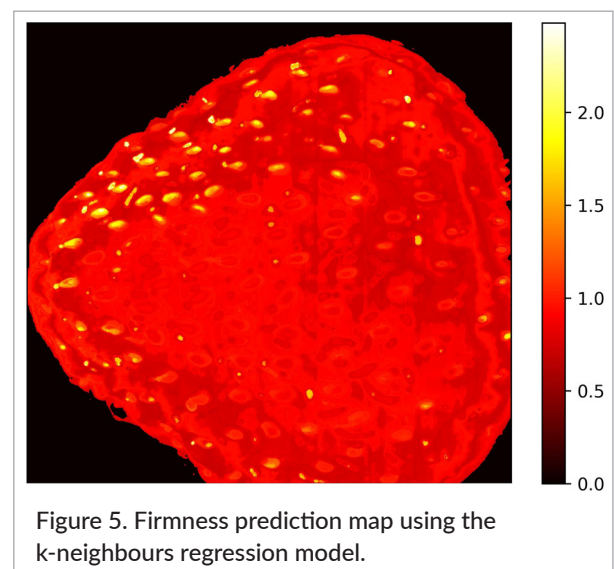 2.0
1.5
1.0
0.5
0.0
Figure 5. Firmness prediction map using the
k-neighbours regression model.